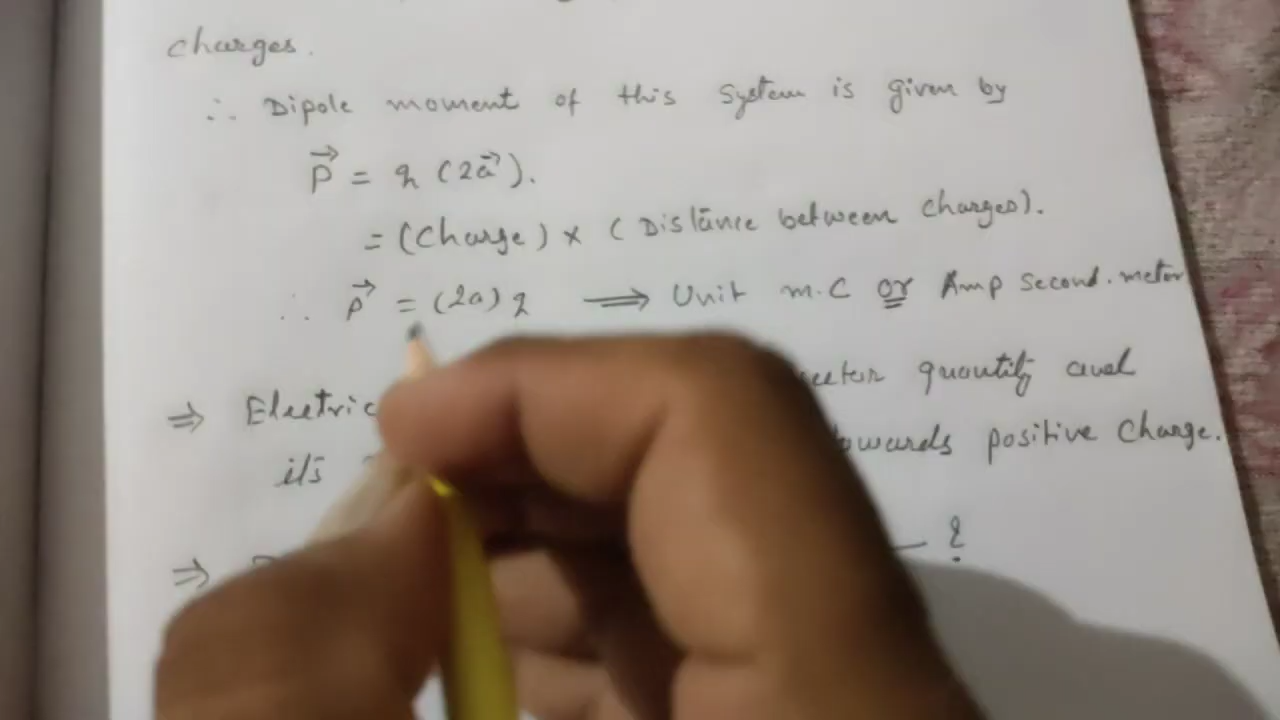 charges.
∴ Dipole moment of this system is given by
P⃗ = q (2a⃗).
= (Charge) × (Distance between charges).
∴ P⃗ = (2a) q ⟹ Unit m.C or Amp second.meter
⇒ Electric quantity and
its towards positive charge.
⇒ — ?